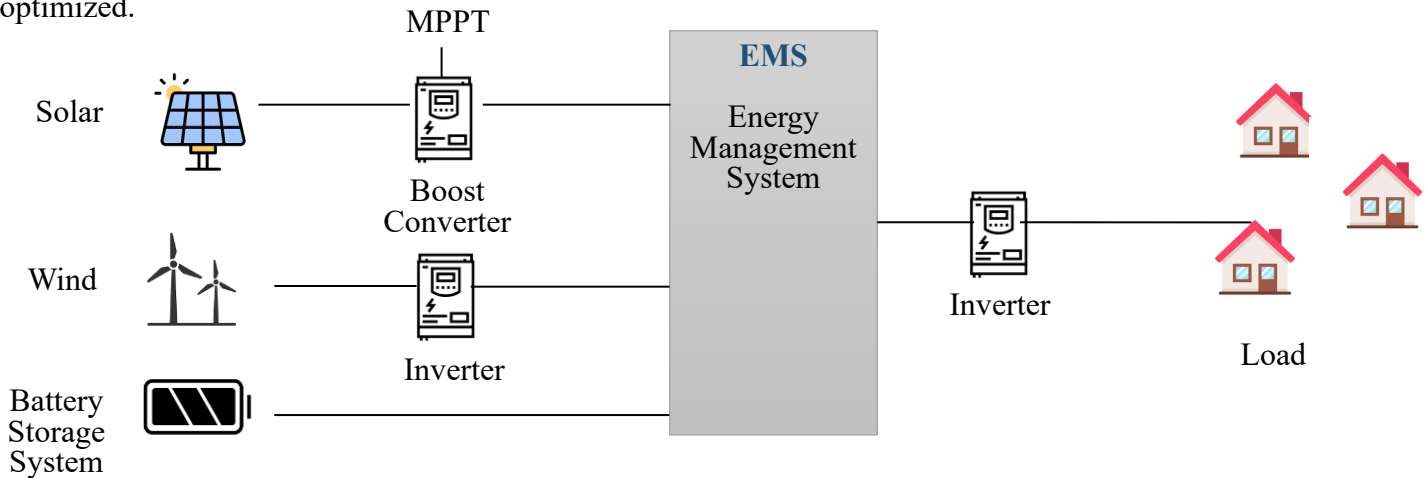 optimized.
MPPT
EMS
Energy
Management
System
Solar
Boost
Converter
Wind
Inverter
Inverter
Load
Battery
Storage
System